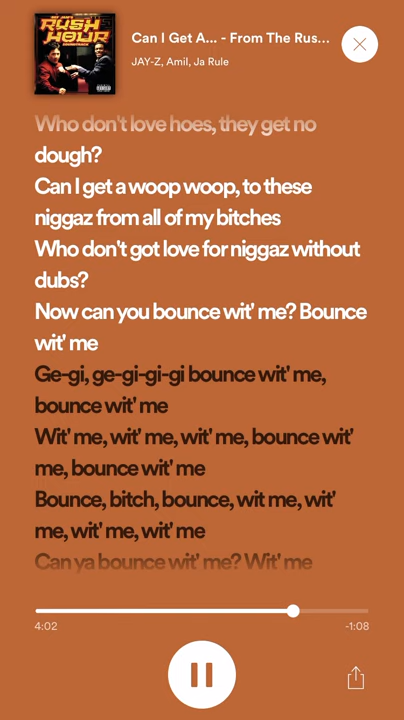 RUSH
HOUR
SOUNDTRACK
Can I Get A... - From The Rus...
JAY-Z, Amil, Ja Rule
Who don't love hoes, they get no
dough?
Can I get a woop woop, to these
niggaz from all of my bitches
Who don't got love for niggaz without
dubs?
Now can you bounce wit' me? Bounce
wit' me
Ge-gi, ge-gi-gi-gi bounce wit' me,
bounce wit' me
Wit' me, wit' me, wit' me, bounce wit'
me, bounce wit' me
Bounce, bitch, bounce, wit me, wit'
me, wit' me, wit' me
Can ya bounce wit' me? Wit' me
4:02
-1:08